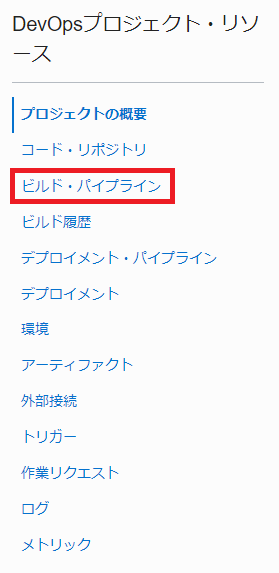 DevOpsプロジェクト・リソ
ース
プロジェクトの概要
コード・リポジトリ
ビルド・パイプライン
ビルド履歴
デプロイメント・パイプライン
デプロイメント
環境
アーティファクト
外部接続
トリガー
作業リクエスト
ログ
メトリック